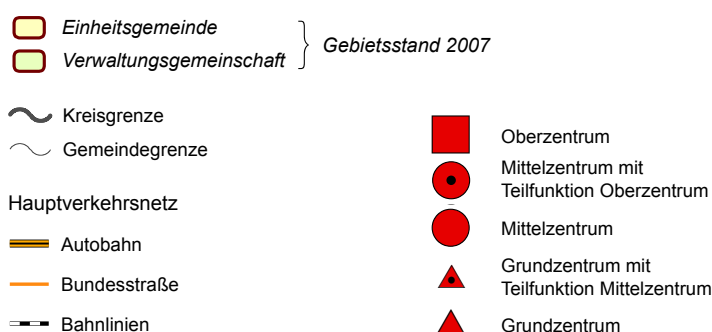 Einheitsgemeinde
Verwaltungsgemeinschaft
Gebietsstand 2007
Kreisgrenze
Gemeindegrenze
Hauptverkehrsnetz
Autobahn
Bundesstraße
Bahnlinien
Oberzentrum
Mittelzentrum mit
Teilfunktion Oberzentrum
Mittelzentrum
Grundzentrum mit
Teilfunktion Mittelzentrum
Grundzentrum